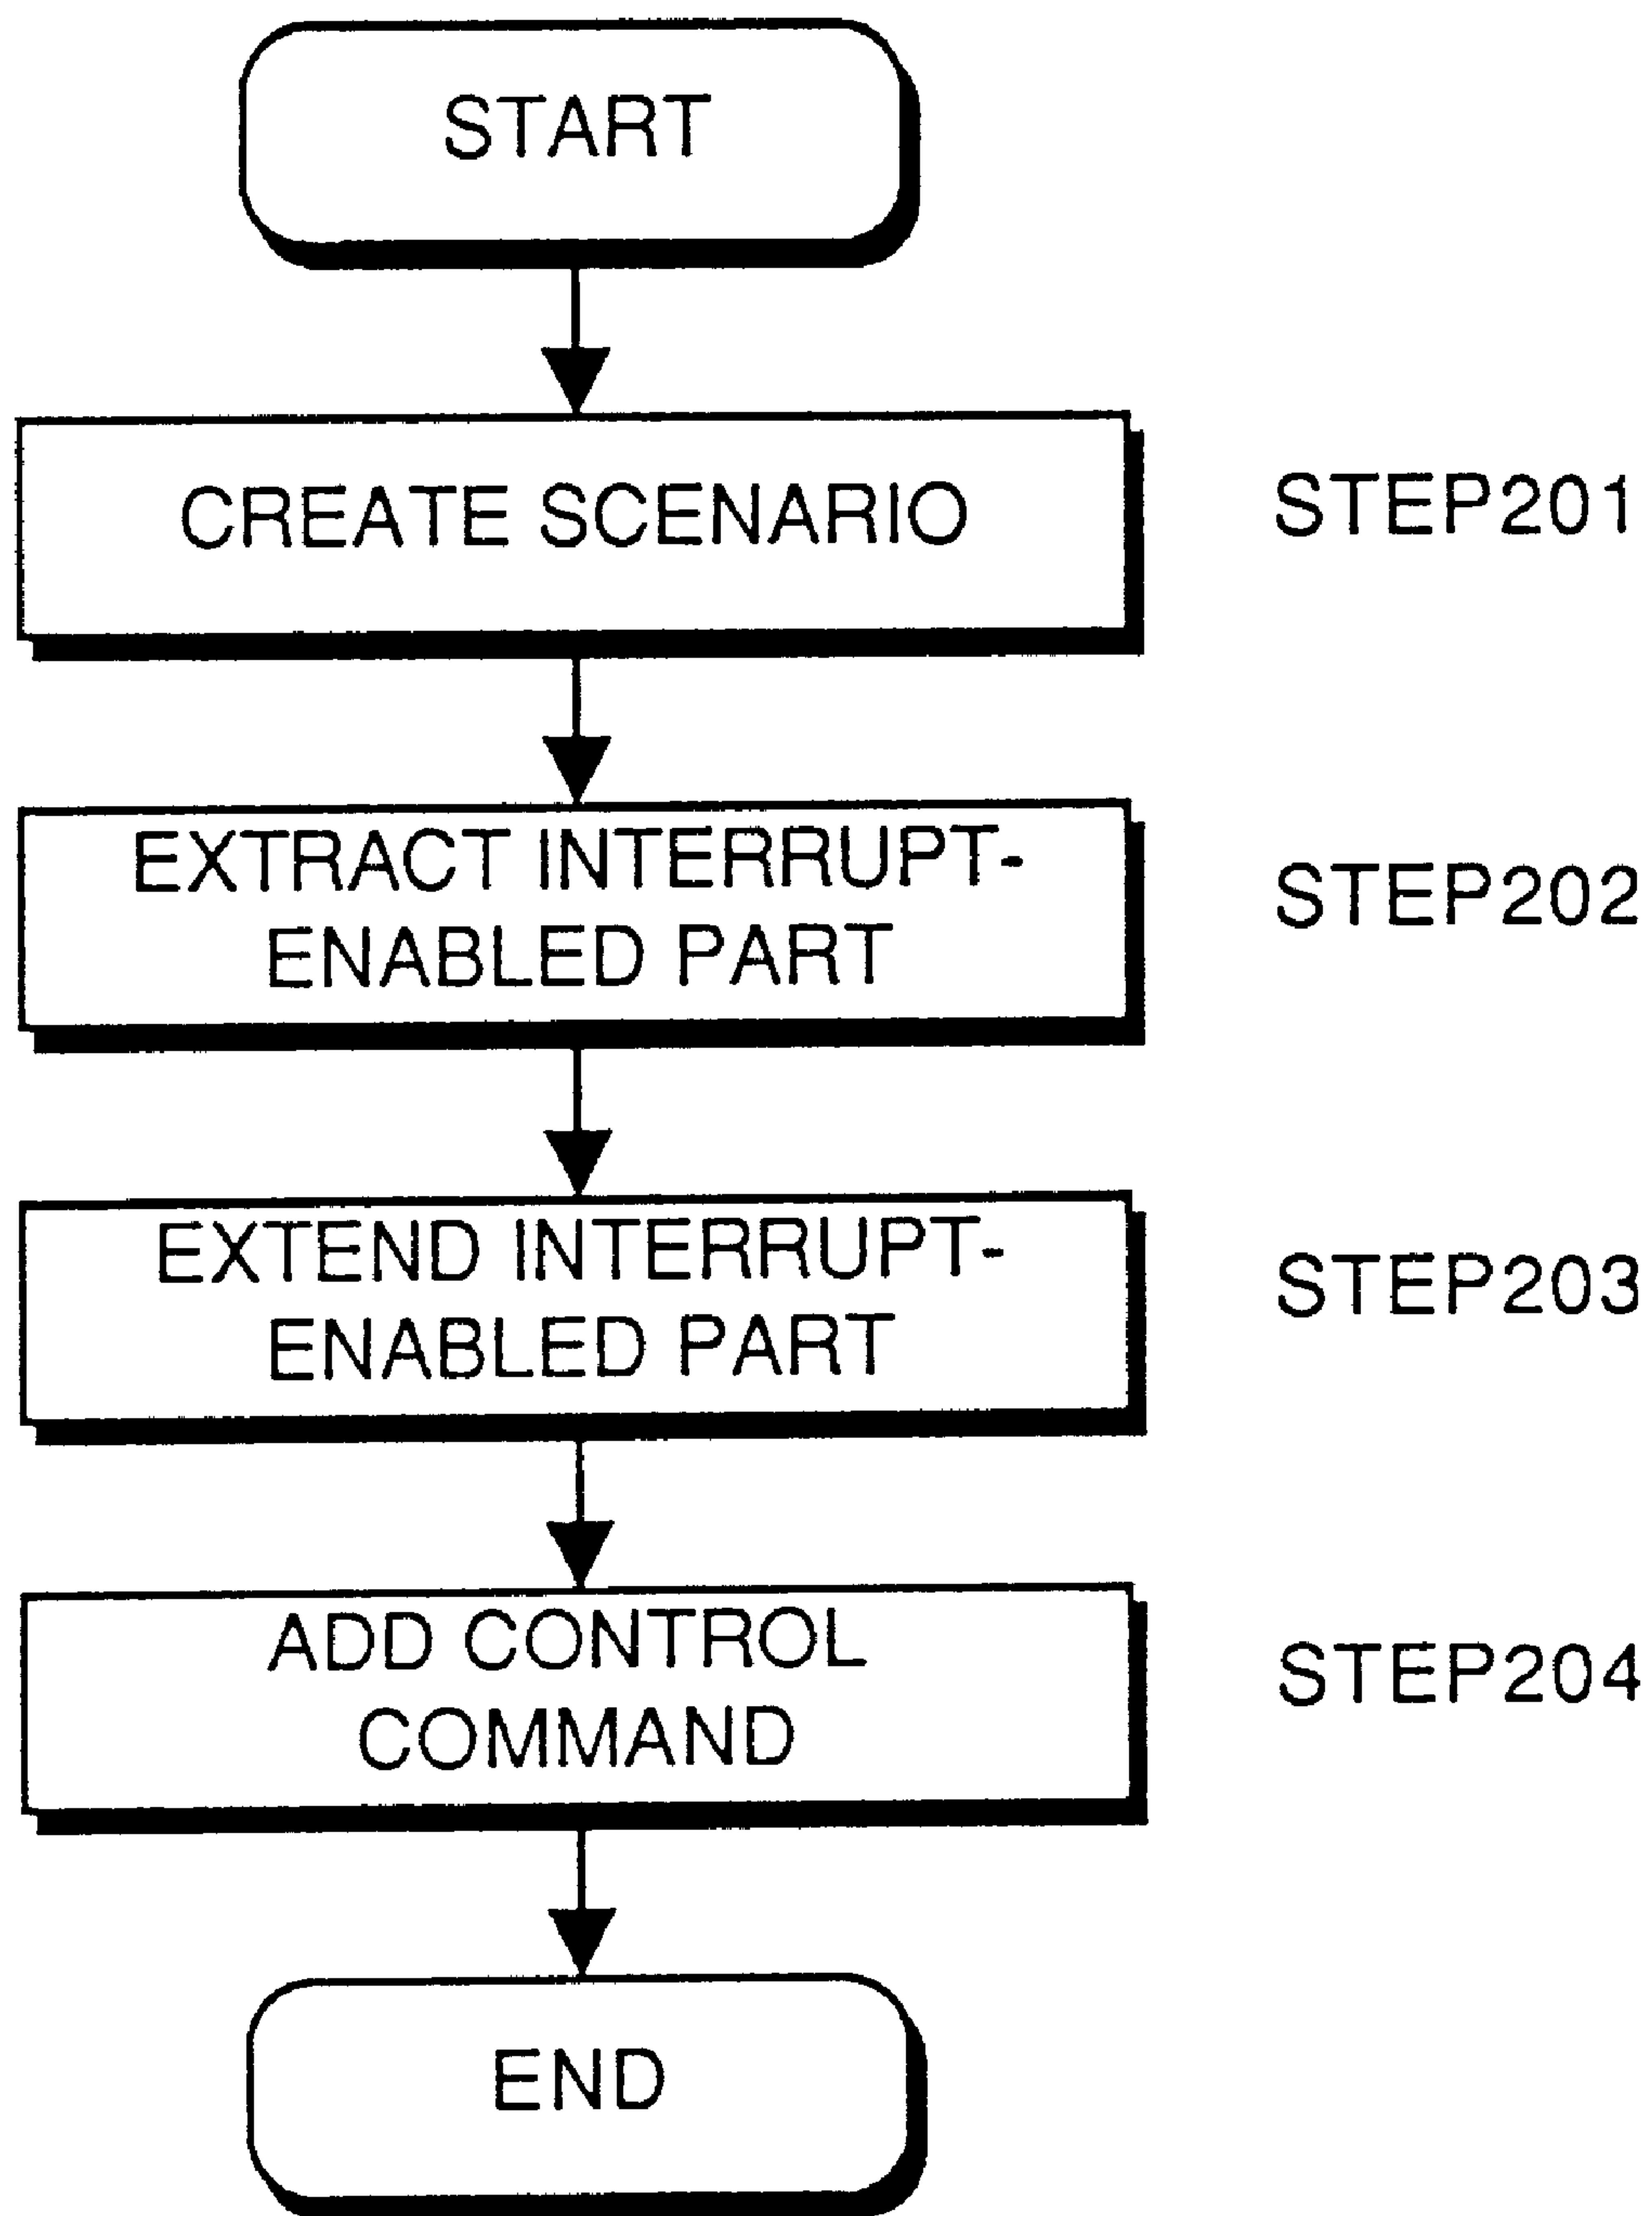 START
CREATE SCENARIO
STEP201
EXTRACT INTERRUPT-
ENABLED PART
STEP202
EXTEND INTERRUPT-
ENABLED PART
STEP203
ADD CONTROL
COMMAND
STEP204
END